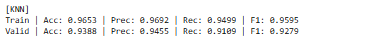 [KNN]
Train | Acc: 0.9653 | Prec: 0.9692 | Rec: 0.9499 | F1: 0.9595
Valid | Acc: 0.9388 | Prec: 0.9455 | Rec: 0.9109 | F1: 0.9279